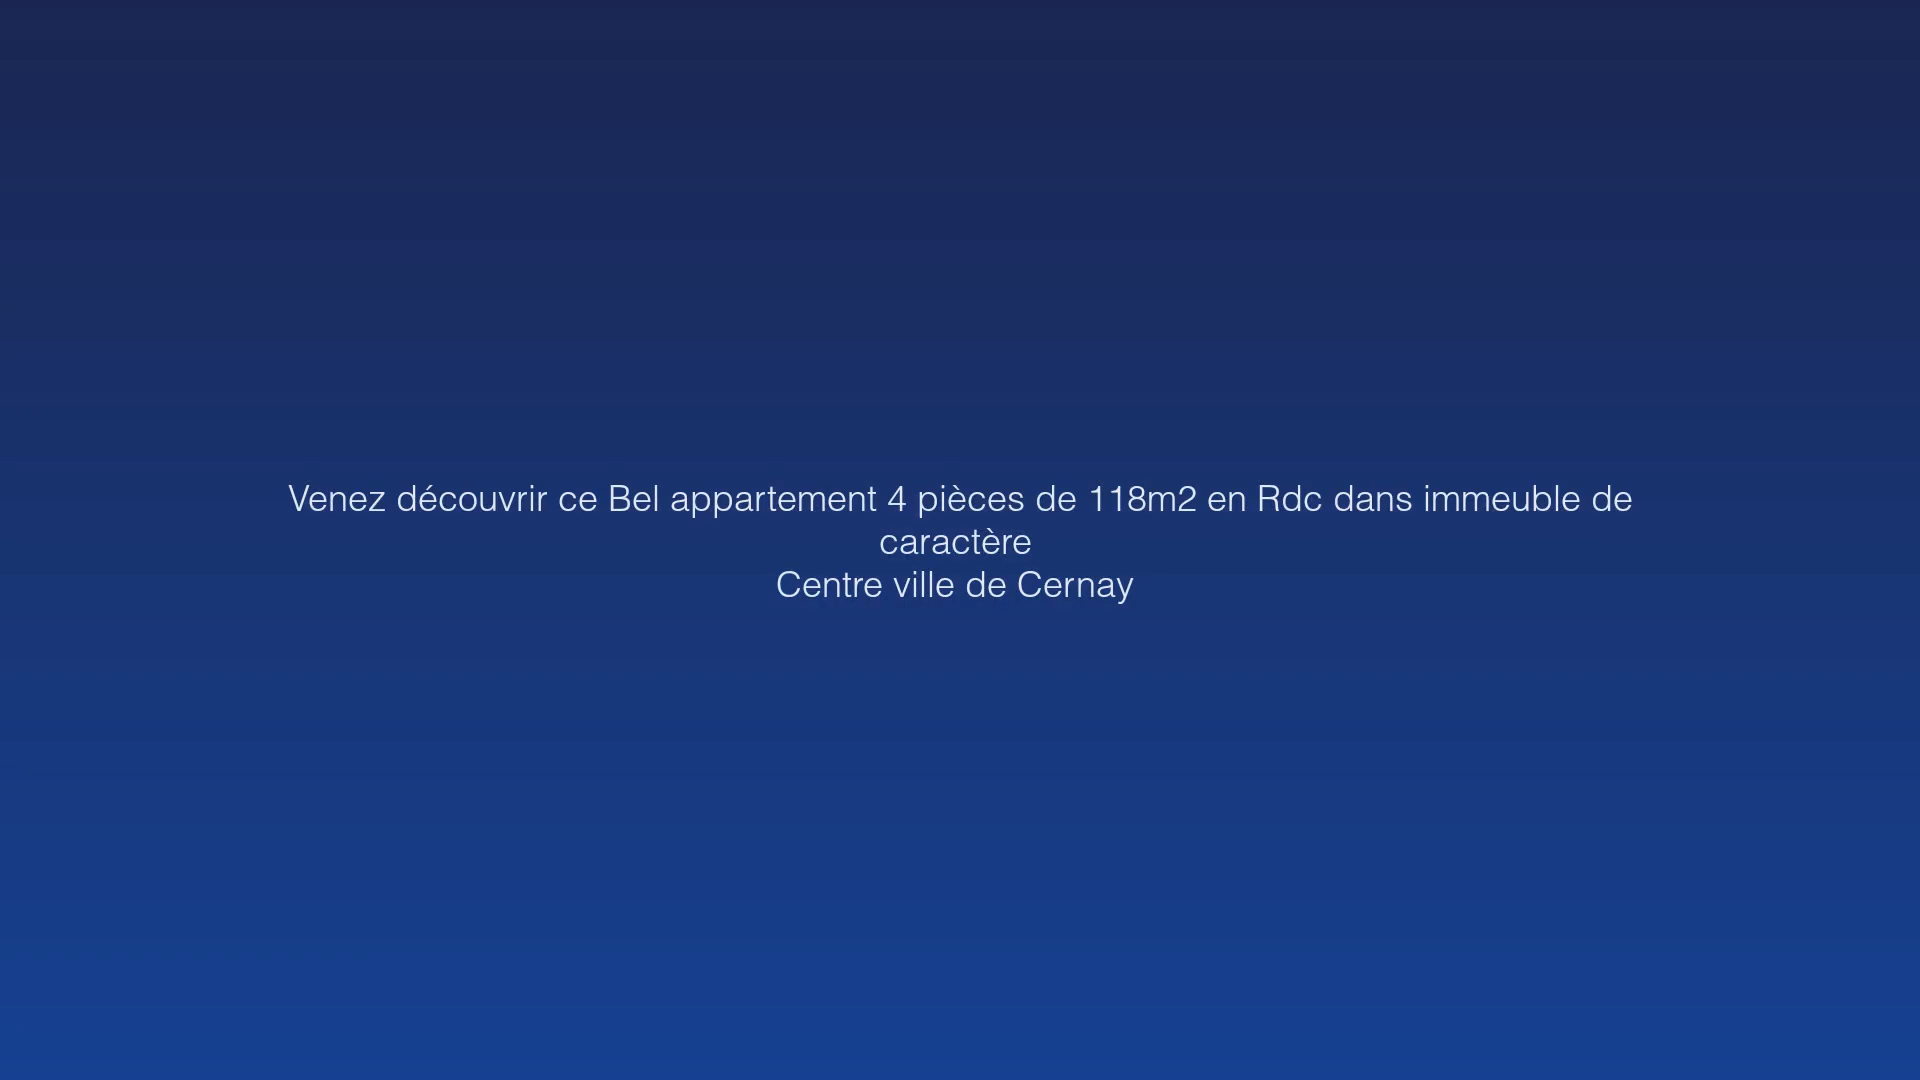 Venez découvrir ce Bel appartement 4 pièces de 118m2 en Rdc dans immeuble de
caractère
Centre ville de Cernay